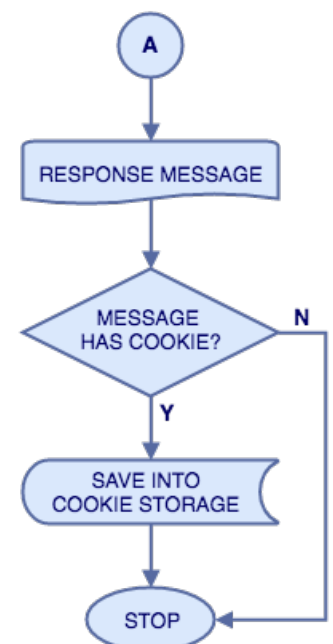 A
RESPONSE MESSAGE
MESSAGE
HAS COOKIE?
N
Y
SAVE INTO
COOKIE STORAGE
STOP